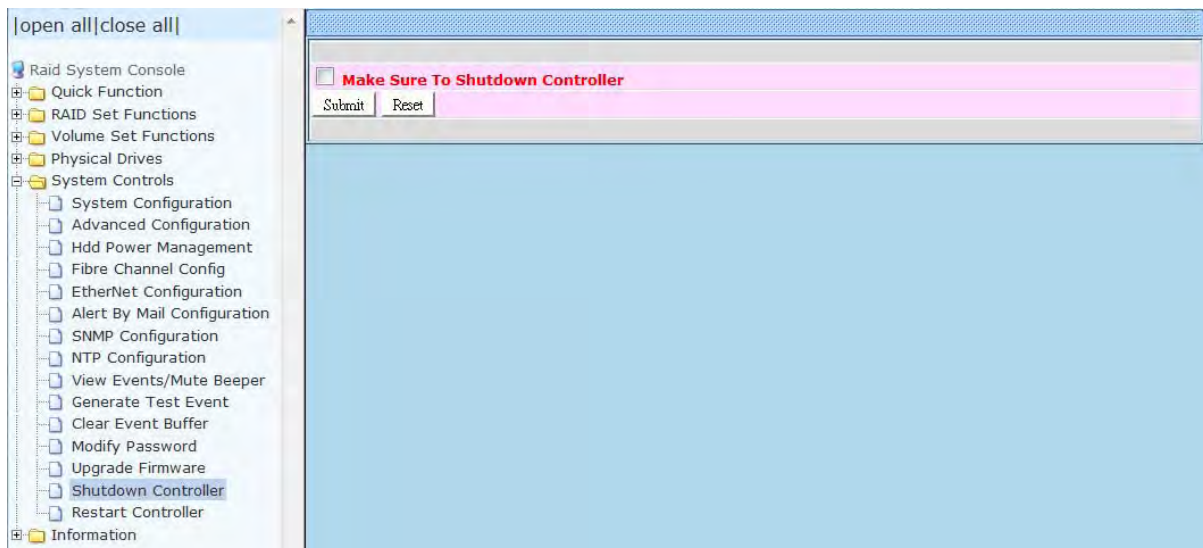 |open all|close all|
Raid System Console
Quick Function
RAID Set Functions
Volume Set Functions
Physical Drives
System Controls
System Configuration
Advanced Configuration
Hdd Power Management
Fibre Channel Config
EtherNet Configuration
Alert By Mail Configuration
SNMP Configuration
NTP Configuration
View Events/Mute Beeper
Generate Test Event
Clear Event Buffer
Modify Password
Upgrade Firmware
Shutdown Controller
Restart Controller
Information
Make Sure To Shutdown Controller
Submit Reset